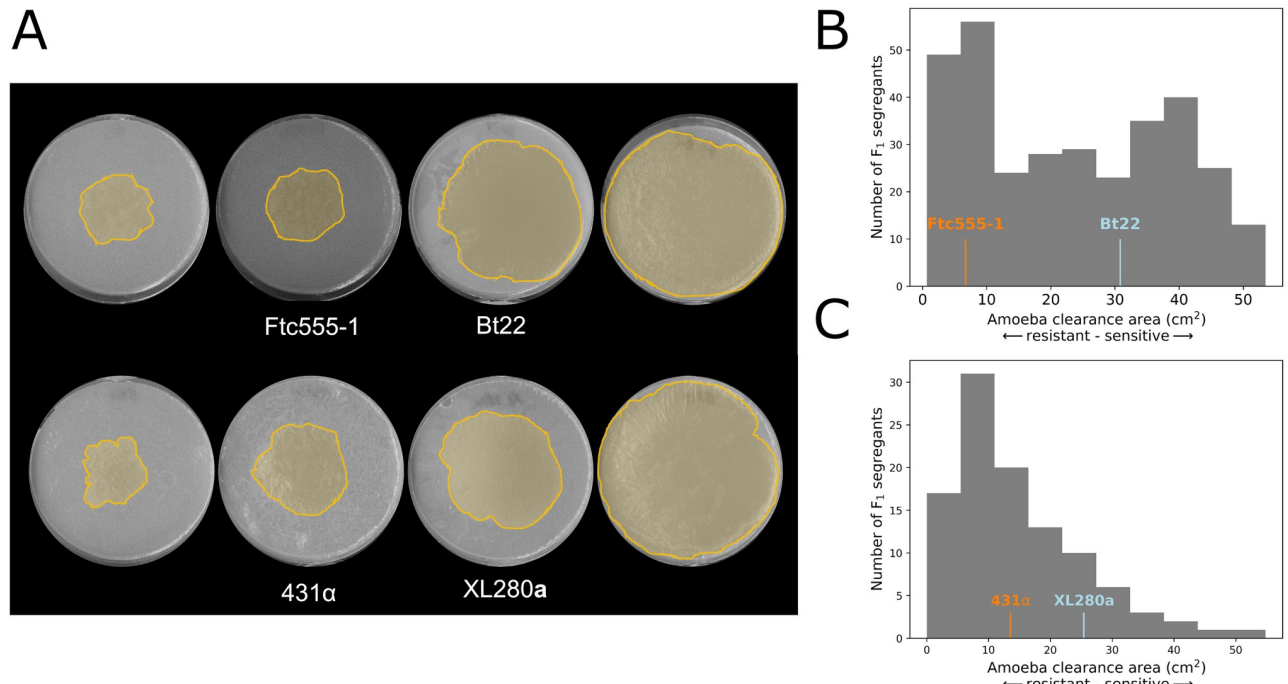 A
Ftc555-1
Bt22
431α
XL280a
B
50
40
30
20
10
0
Number of F₁ segregants
Ftc555-1
Bt22
0 10 20 30 40 50
Amoeba clearance area (cm²)
⟵ resistant - sensitive ⟶
C
30
25
20
15
10
5
0
Number of F₁ segregants
431α
XL280a
0 10 20 30 40 50
Amoeba clearance area (cm²)
⟵ resistant - sensitive ⟶